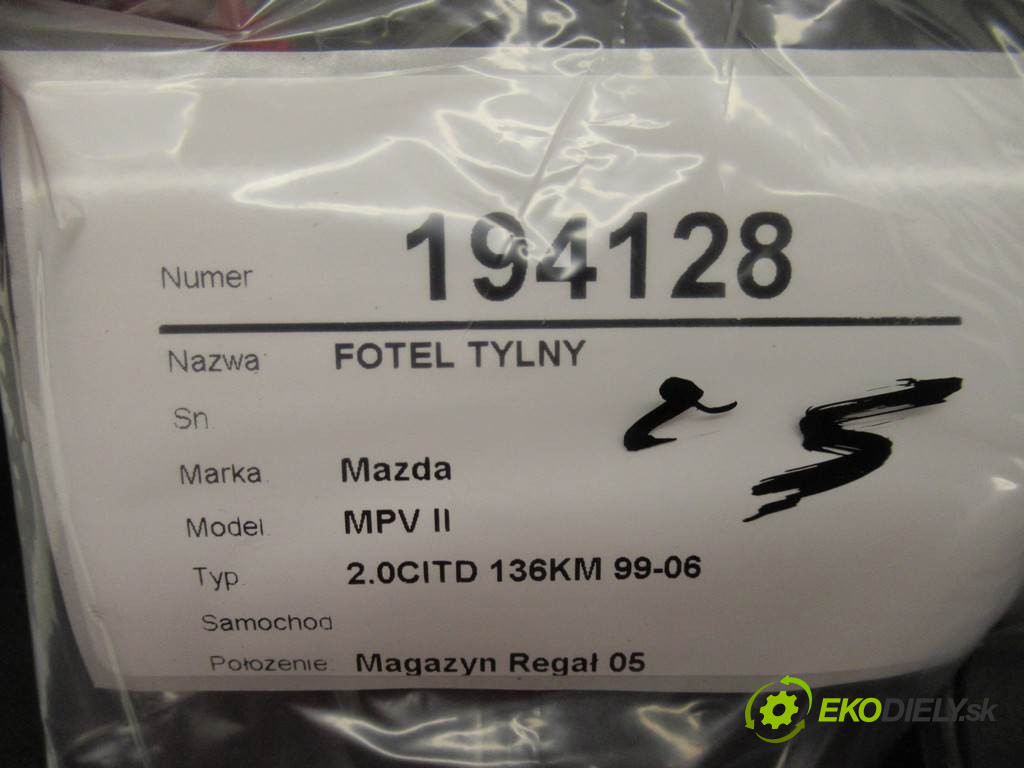 Numer 194128
Nazwa FOTEL TYLNY
Sn
Marka Mazda
Model MPV II
Typ 2.0CITD 136KM 99-06
Samochod
Położenie Magazyn Regał 05
EKODIELY.sk